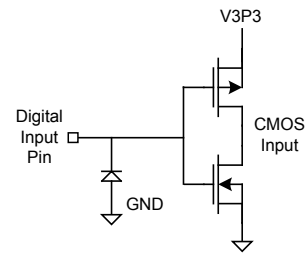 V3P3
Digital
Input
Pin
CMOS
Input
GND